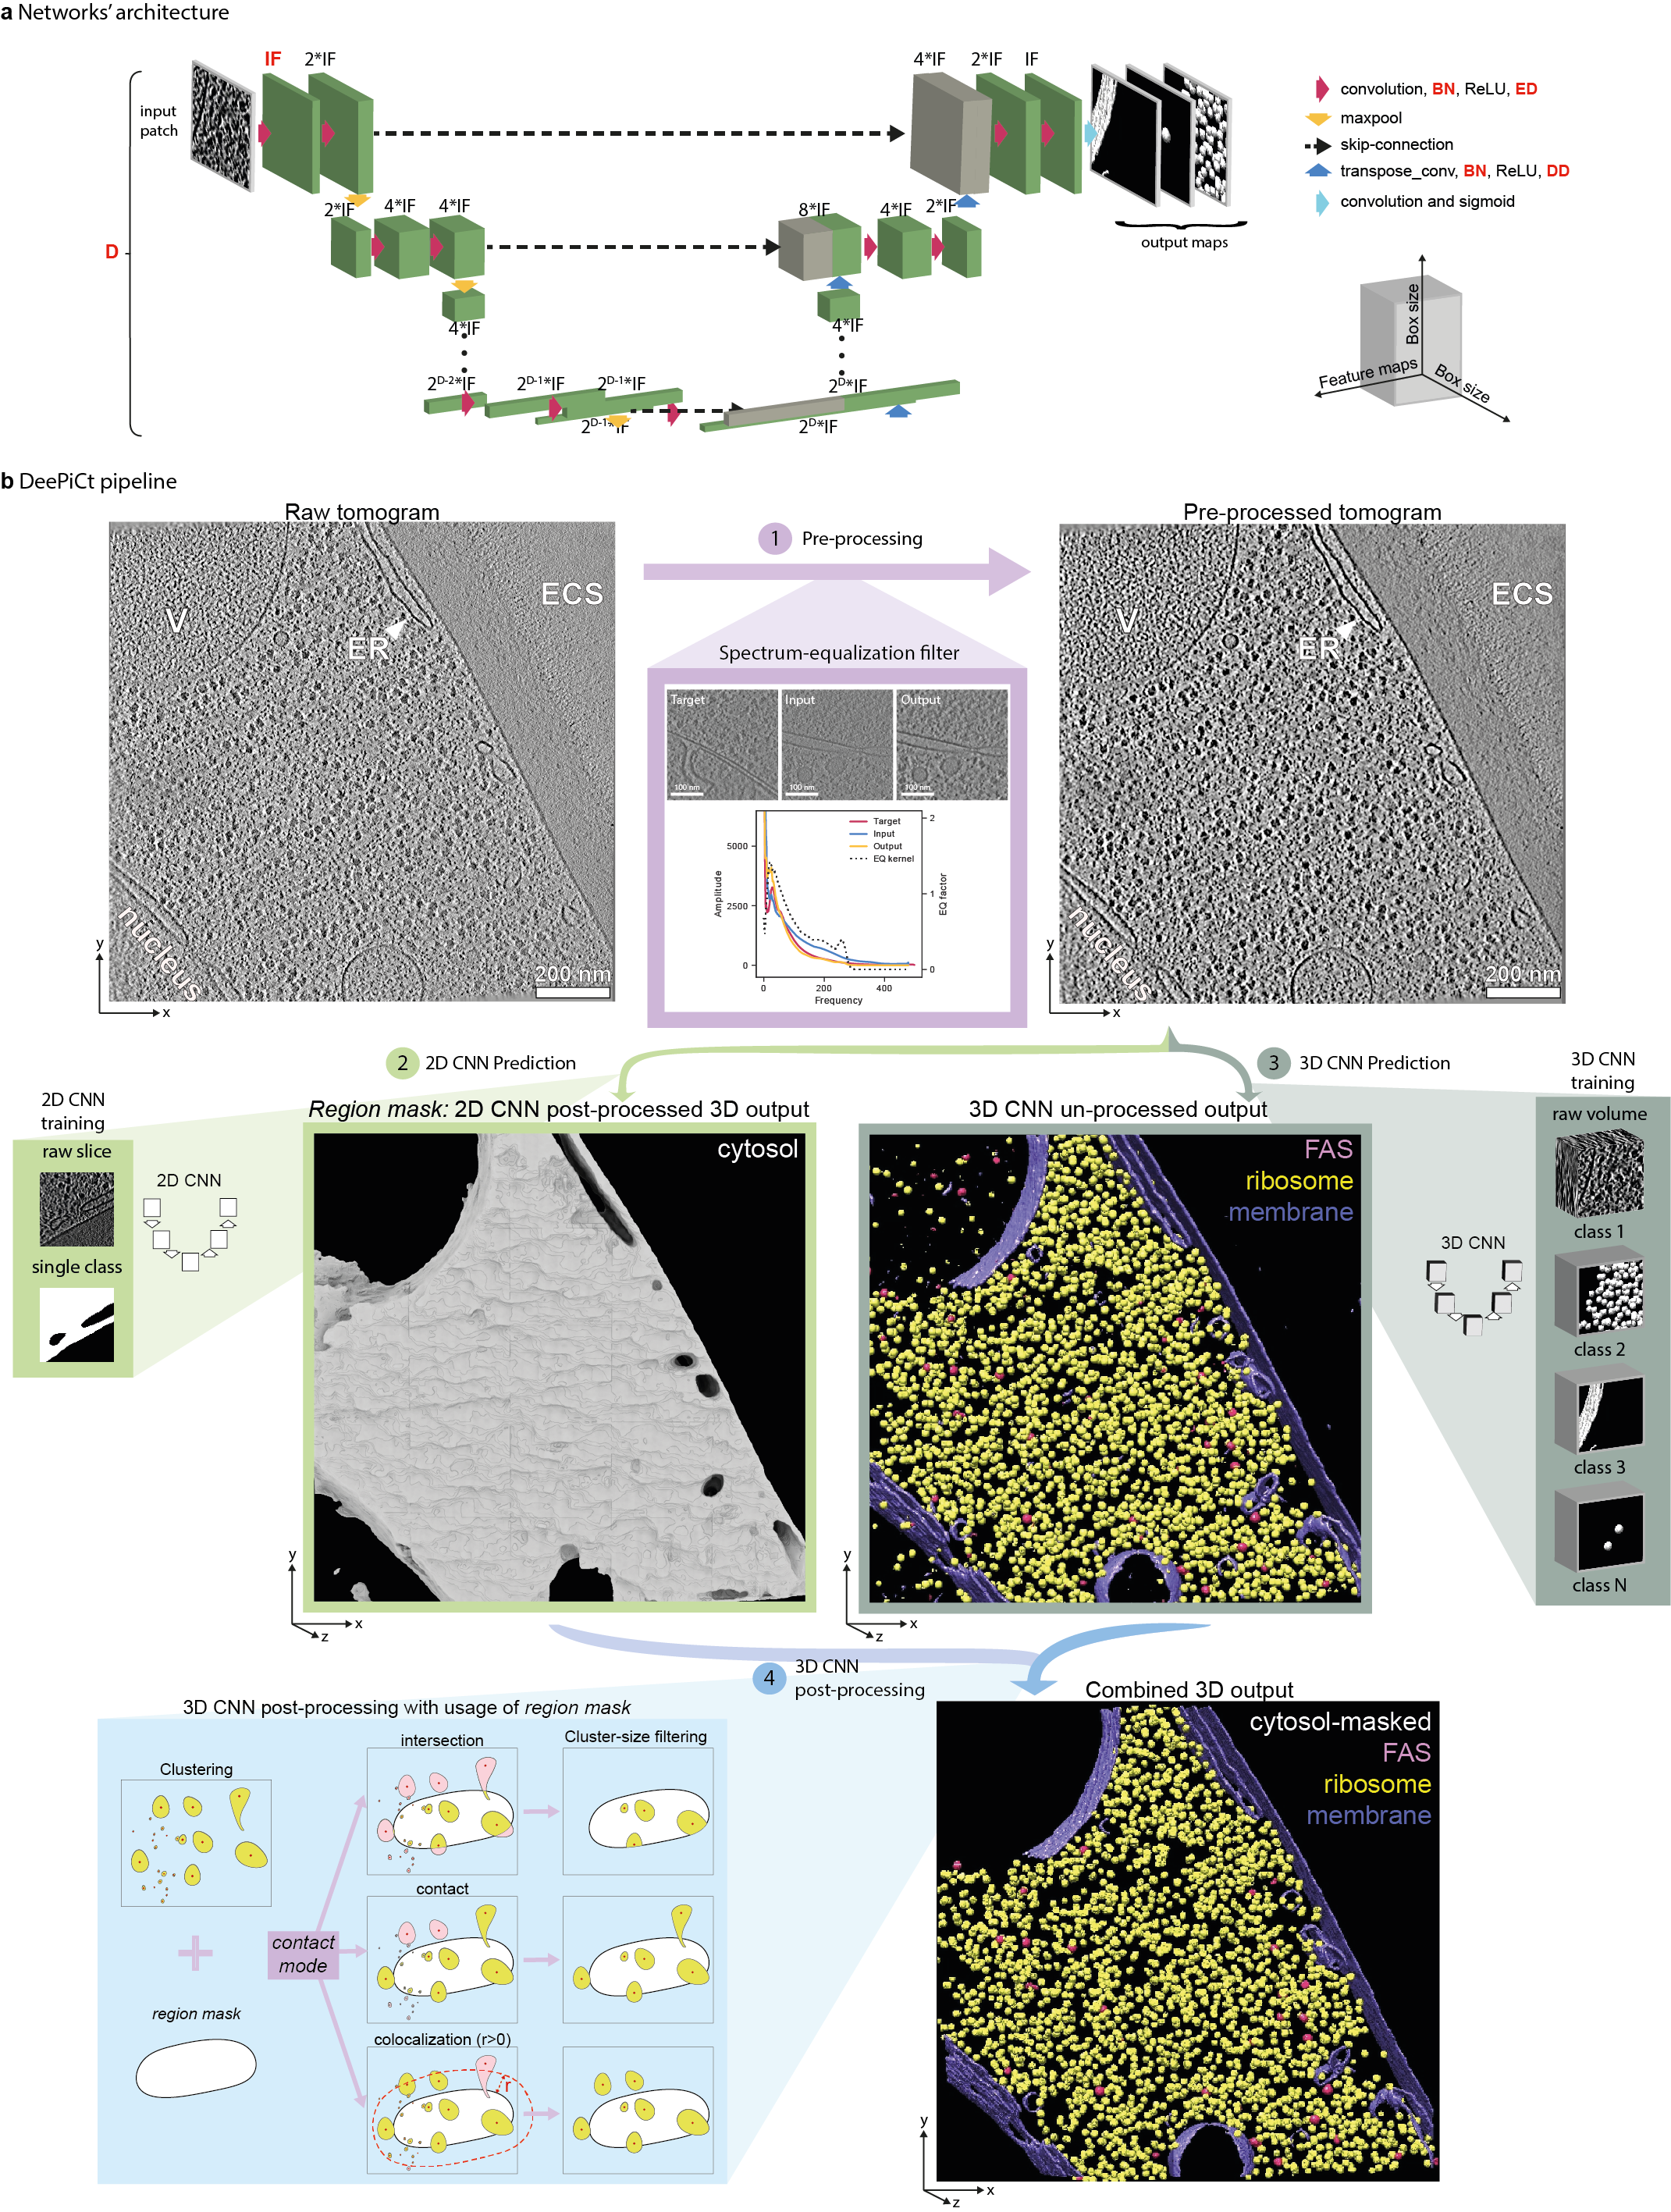 a Networks' architecture
IF
2*IF
4*IF
2*IF
IF
input
patch
convolution, BN, ReLU, ED
maxpool
skip-connection
transpose_conv, BN, ReLU, DD
convolution and sigmoid
2*IF
4*IF
4*IF
8*IF
4*IF
2*IF
output maps
D
4*IF
4*IF
Box size
Feature maps
Box size
2D-2*IF
2D-1*IF
2D-1*IF
2D*IF
2D-1*IF
2D*IF
b DeePiCt pipeline
Raw tomogram
V
ER
ECS
nucleus
200 nm
y
x
1
Pre-processing
Spectrum-equalization filter
Target
Input
Output
100 nm
100 nm
100 nm
Target
Input
Output
EQ kernel
5000
2500
0
Amplitude
2
1
0
EQ factor
0
200
400
Frequency
Pre-processed tomogram
V
ER
ECS
nucleus
200 nm
y
x
2
2D CNN Prediction
3
3D CNN Prediction
2D CNN
training
raw slice
single class
2D CNN
Region mask: 2D CNN post-processed 3D output
cytosol
y
x
z
3D CNN un-processed output
FAS
ribosome
membrane
y
x
z
3D CNN
3D CNN
training
raw volume
class 1
class 2
class 3
class N
4
3D CNN
post-processing
3D CNN post-processing with usage of region mask
Clustering
region mask
contact
mode
intersection
Cluster-size filtering
contact
colocalization (r>0)
r
Combined 3D output
cytosol-masked
FAS
ribosome
membrane
y
x
z